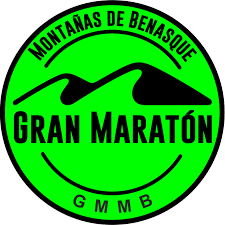 MONTAÑAS DE BENASQUE
GRAN MARATÓN
GMMB